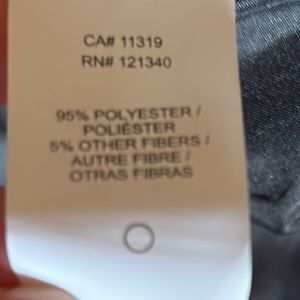 CA# 11319
RN# 121340
95% POLYESTER /
POLIÉSTER
5% OTHER FIBERS /
AUTRE FIBRE /
OTRAS FIBRAS